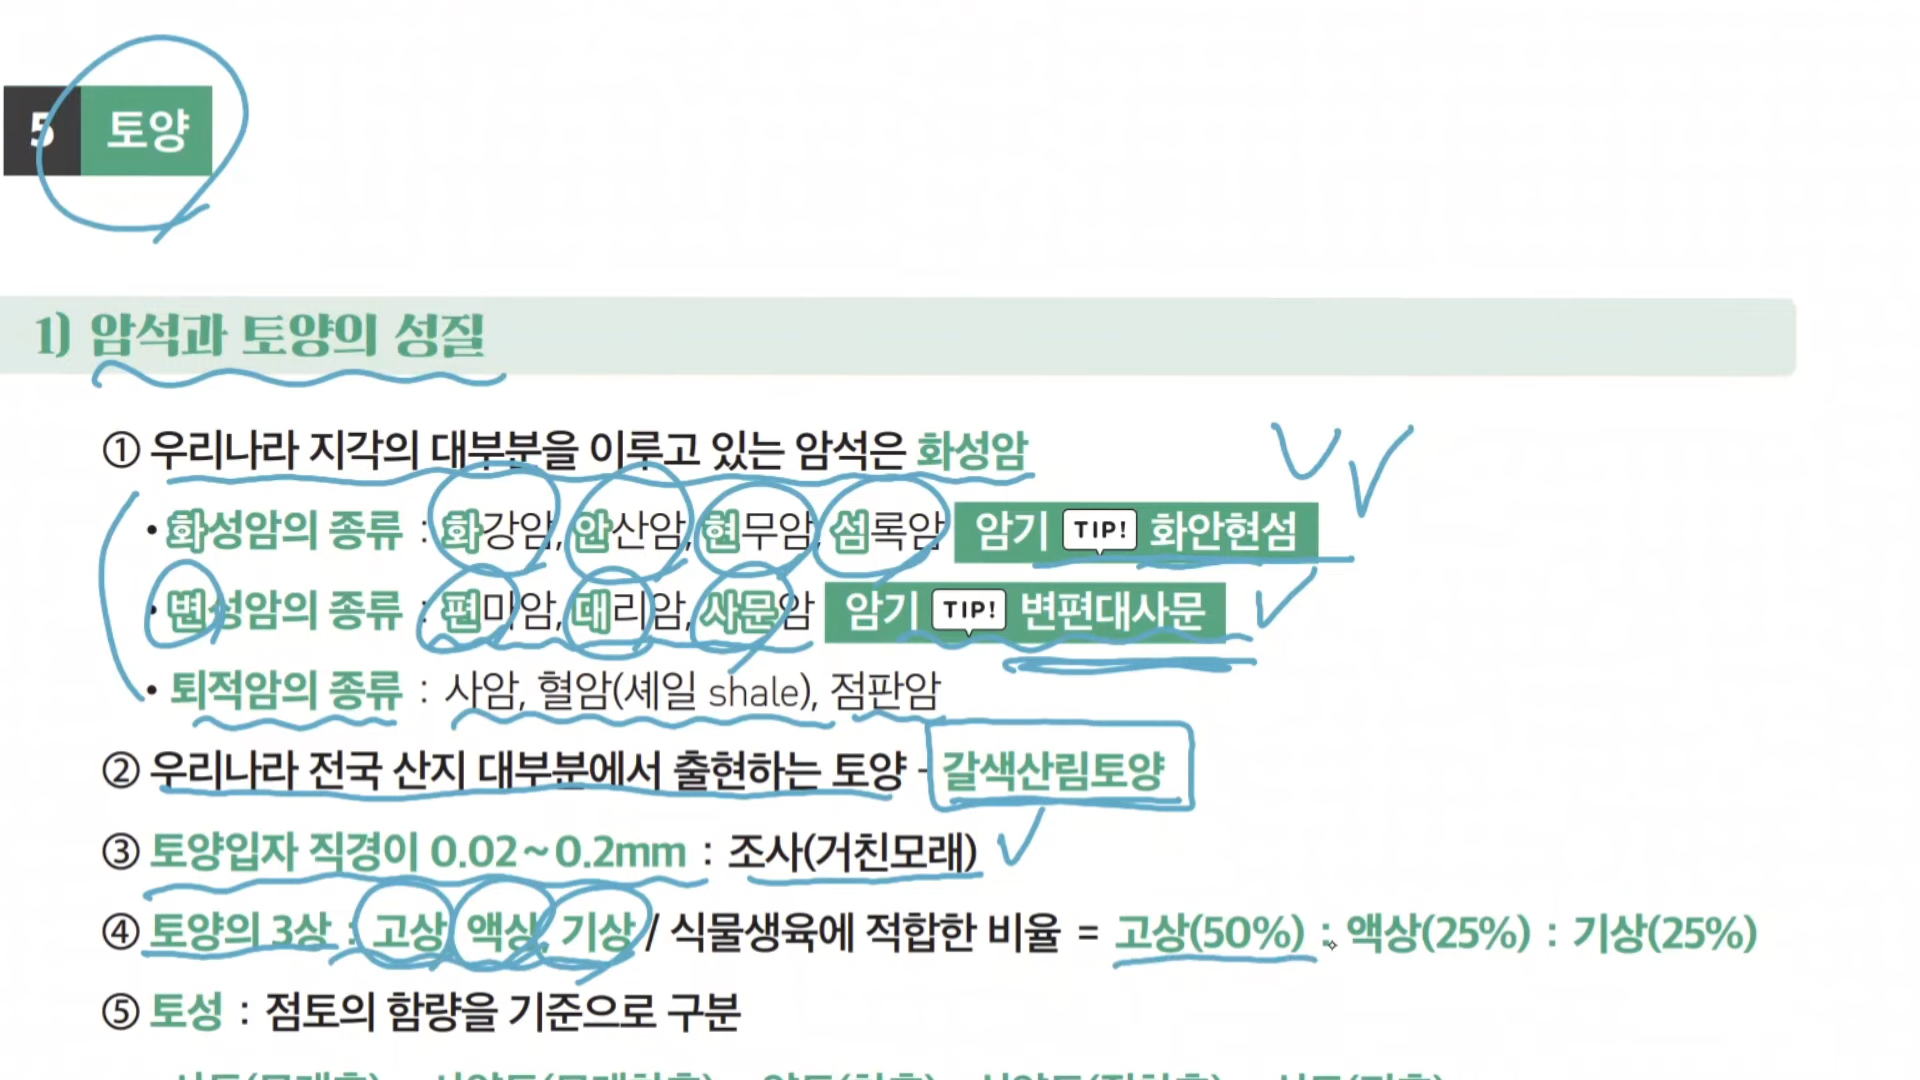 5 토양
1) 암석과 토양의 성질
① 우리나라 지각의 대부분을 이루고 있는 암석은 화성암
• 화성암의 종류 : 화강암, 안산암, 현무암, 섬록암 암기 TIP! 화안현섬
• 변성암의 종류 : 편마암, 대리암, 사문암 암기 TIP! 변편대사문
• 퇴적암의 종류 : 사암, 혈암(셰일 shale), 점판암
② 우리나라 전국 산지 대부분에서 출현하는 토양 - 갈색산림토양
③ 토양입자 직경이 0.02~0.2mm : 조사(거친모래)
④ 토양의 3상 : 고상, 액상, 기상 / 식물생육에 적합한 비율 = 고상(50%) : 액상(25%) : 기상(25%)
⑤ 토성 : 점토의 함량을 기준으로 구분